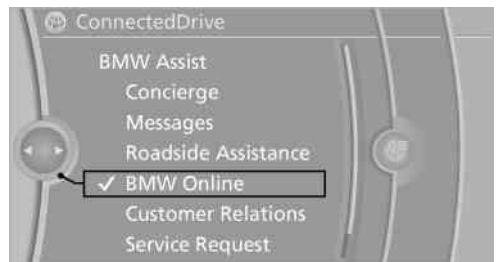 ConnectedDrive
BMW Assist
Concierge
Messages
Roadside Assistance
✓ BMW Online
Customer Relations
Service Request